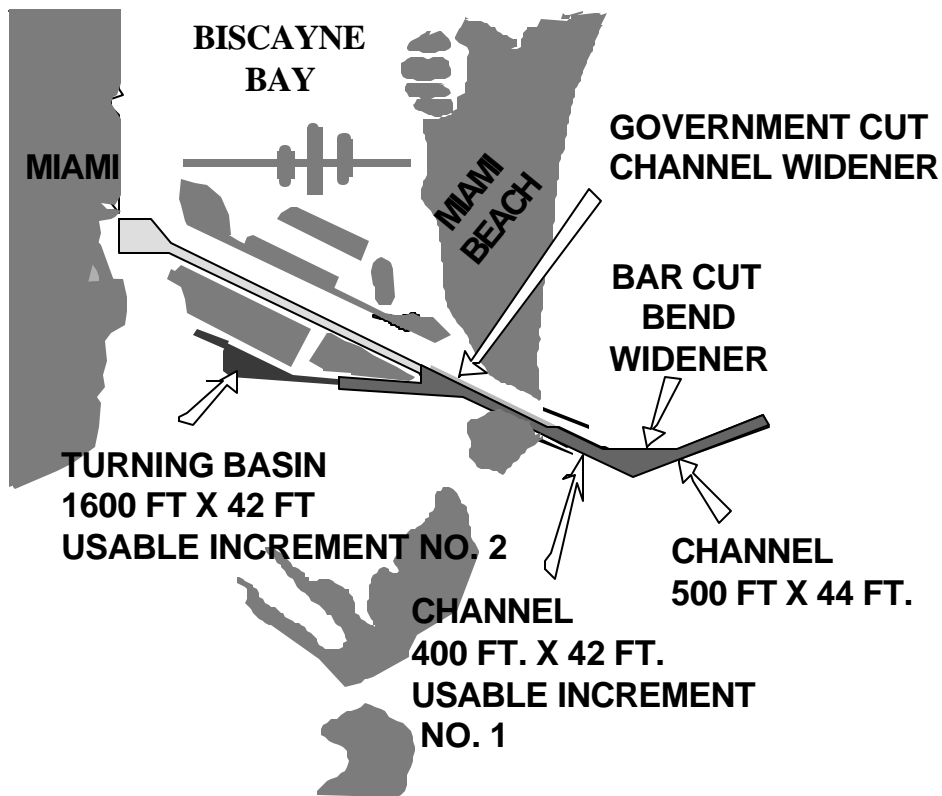 BISCAYNE
BAY
GOVERNMENT CUT
CHANNEL WIDENER
MIAMI
MIAMI
BEACH
BAR CUT
BEND
WIDENER
TURNING BASIN
1600 FT X 42 FT
USABLE INCREMENT NO. 2
CHANNEL
500 FT X 44 FT.
CHANNEL
400 FT. X 42 FT.
USABLE INCREMENT
NO. 1